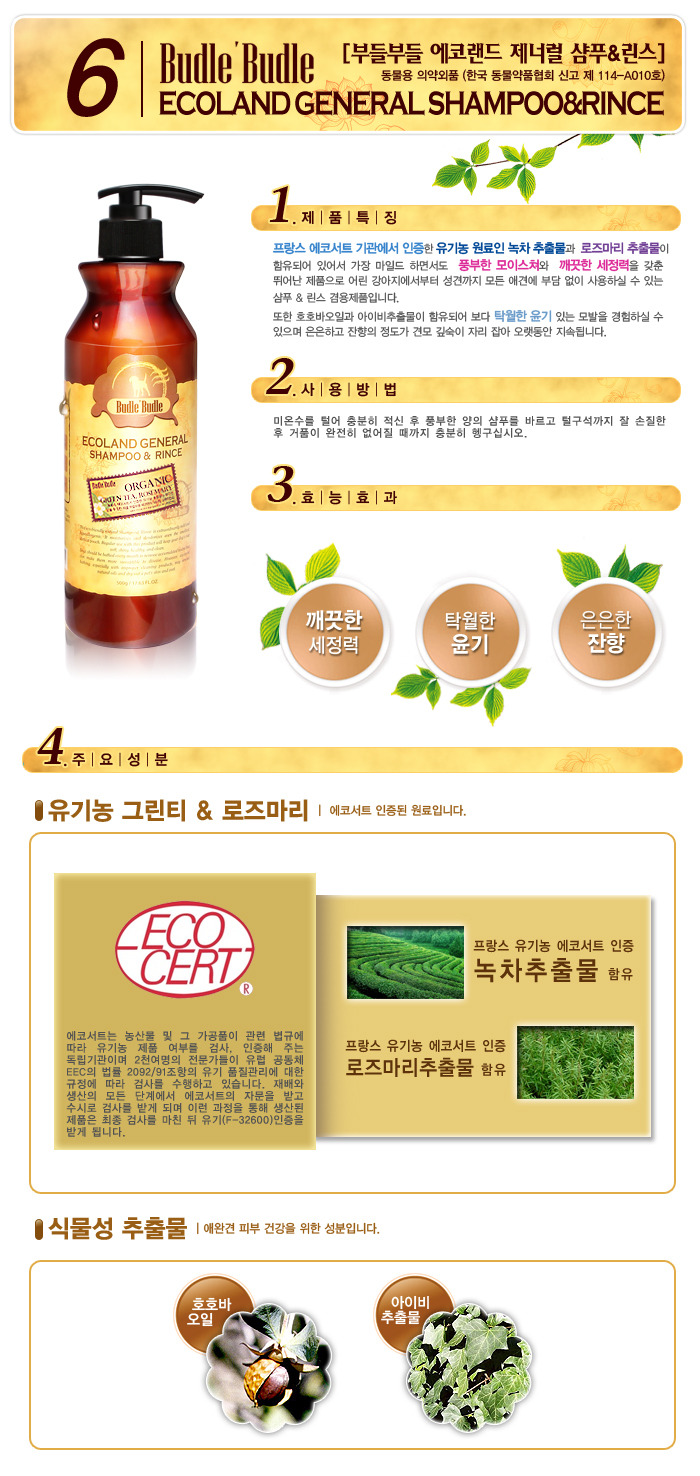 6
Budle'Budle
[부들부들 에코랜드 제너럴 샴푸&린스]
동물용 의약외품 (한국 동물약품협회 신고 제 114-A010호)
ECOLAND GENERAL SHAMPOO&RINCE
1. 제|품|특|징
프랑스 에코서트 기관에서 인증한 유기농 원료인 녹차 추출물과 로즈마리 추출물이
함유되어 있어서 가장 마일드 하면서도 풍부한 모이스쳐와 깨끗한 세정력을 갖춘
뛰어난 제품으로 어린 강아지에서부터 성견까지 모든 애견에 부담 없이 사용하실 수 있는
샴푸 & 린스 겸용제품입니다.
또한 호호바오일과 아이비추출물이 함유되어 보다 탁월한 윤기 있는 모발을 경험하실 수
있으며 은은하고 잔향의 정도가 견모 깊숙이 자리 잡아 오랫동안 지속됩니다.
2. 사|용|방|법
미온수를 털어 충분히 적신 후 풍부한 양의 샴푸를 바르고 털구석까지 잘 손질한
후 거품이 완전히 없어질 때까지 충분히 헹구십시오.
3. 효|능|효|과
깨끗한
세정력
탁월한
윤기
은은한
잔향
Budle'Budle
ECOLAND GENERAL
SHAMPOO & RINCE
ORGANIC
GREEN TEA, ROSEMARY
4. 주|요|성|분
유기농 그린티 & 로즈마리 | 에코서트 인증된 원료입니다.
ECO
CERT
®
에코서트는 농산물 및 그 가공품이 관련 법규에
따라 유기농 제품 여부를 검사, 인증해 주는
독립기관이며 2천여명의 전문가들이 유럽 공동체
EEC의 법률 2092/91조항의 유기 품질관리에 대한
규정에 따라 검사를 수행하고 있습니다. 재배와
생산의 모든 단계에서 에코서트의 자문을 받고
수시로 검사를 받게 되며 이런 과정을 통해 생산된
제품은 최종 검사를 마친 뒤 유기(F-32600)인증을
받게 됩니다.
프랑스 유기농 에코서트 인증
녹차추출물 함유
프랑스 유기농 에코서트 인증
로즈마리추출물 함유
식물성 추출물 | 애완견 피부 건강을 위한 성분입니다.
호호바
오일
아이비
추출물